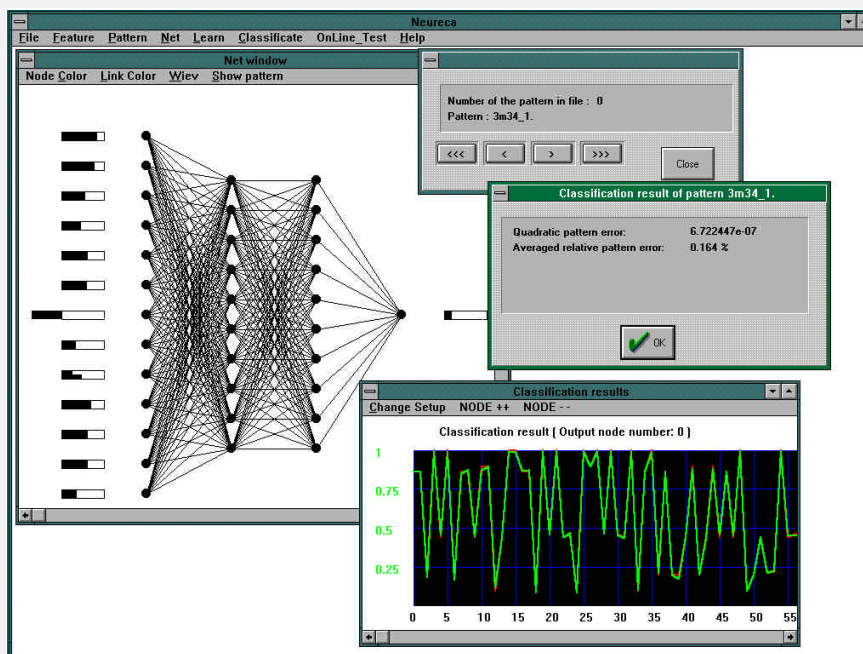 Neureca
File Feature Pattern Net Learn Classificate OnLine_Test Help
Net window
Node Color Link Color Wiev Show pattern
Number of the pattern in file : 0
Pattern : 3m34_1.
<<< < > >>> Close
Classification result of pattern 3m34_1.
Quadratic pattern error: 6.722447e-07
Averaged relative pattern error: 0.164 %
OK
Classification results
Change Setup NODE ++ NODE --
Classification result [ Output node number: 0 ]
1
0.75
0.5
0.25
0 5 10 15 20 25 30 35 40 45 50 55